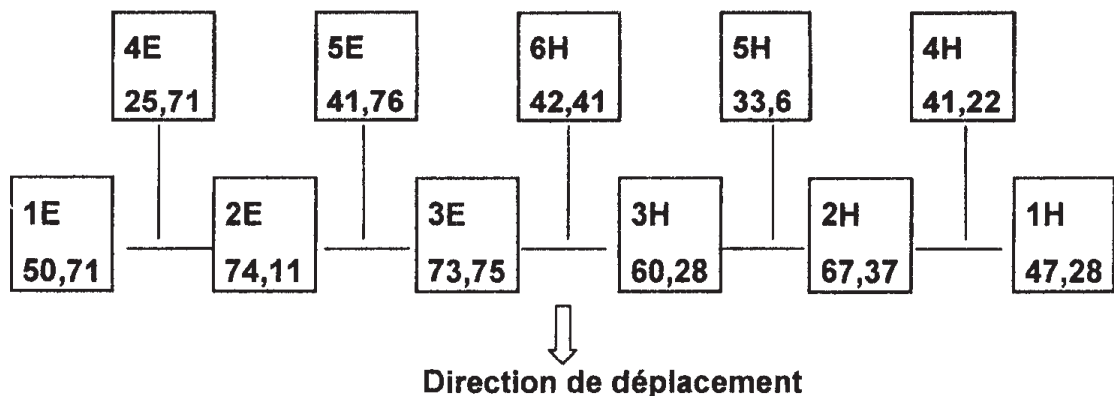 4E 5E 6H 5H 4H
25,71 41,76 42,41 33,6 41,22
1E 2E 3E 3H 2H 1H
50,71 74,11 73,75 60,28 67,37 47,28
Direction de déplacement